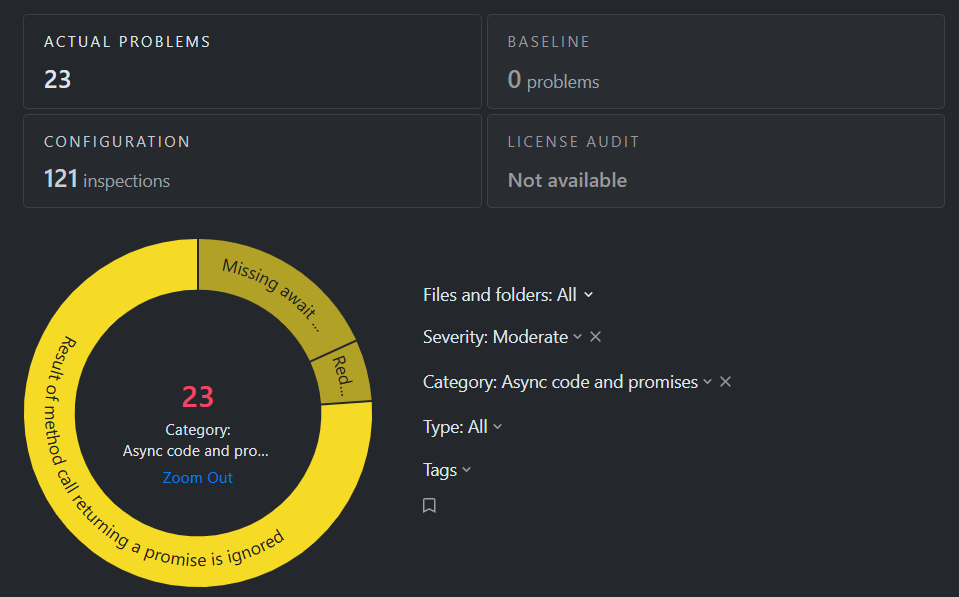 ACTUAL PROBLEMS
23
BASELINE
0 problems
CONFIGURATION
121 inspections
LICENSE AUDIT
Not available
Missing await ...
Red...
Result of method call returning a promise is ignored
23
Category:
Async code and pro...
Zoom Out
Files and folders: All
Severity: Moderate
Category: Async code and promises
Type: All
Tags